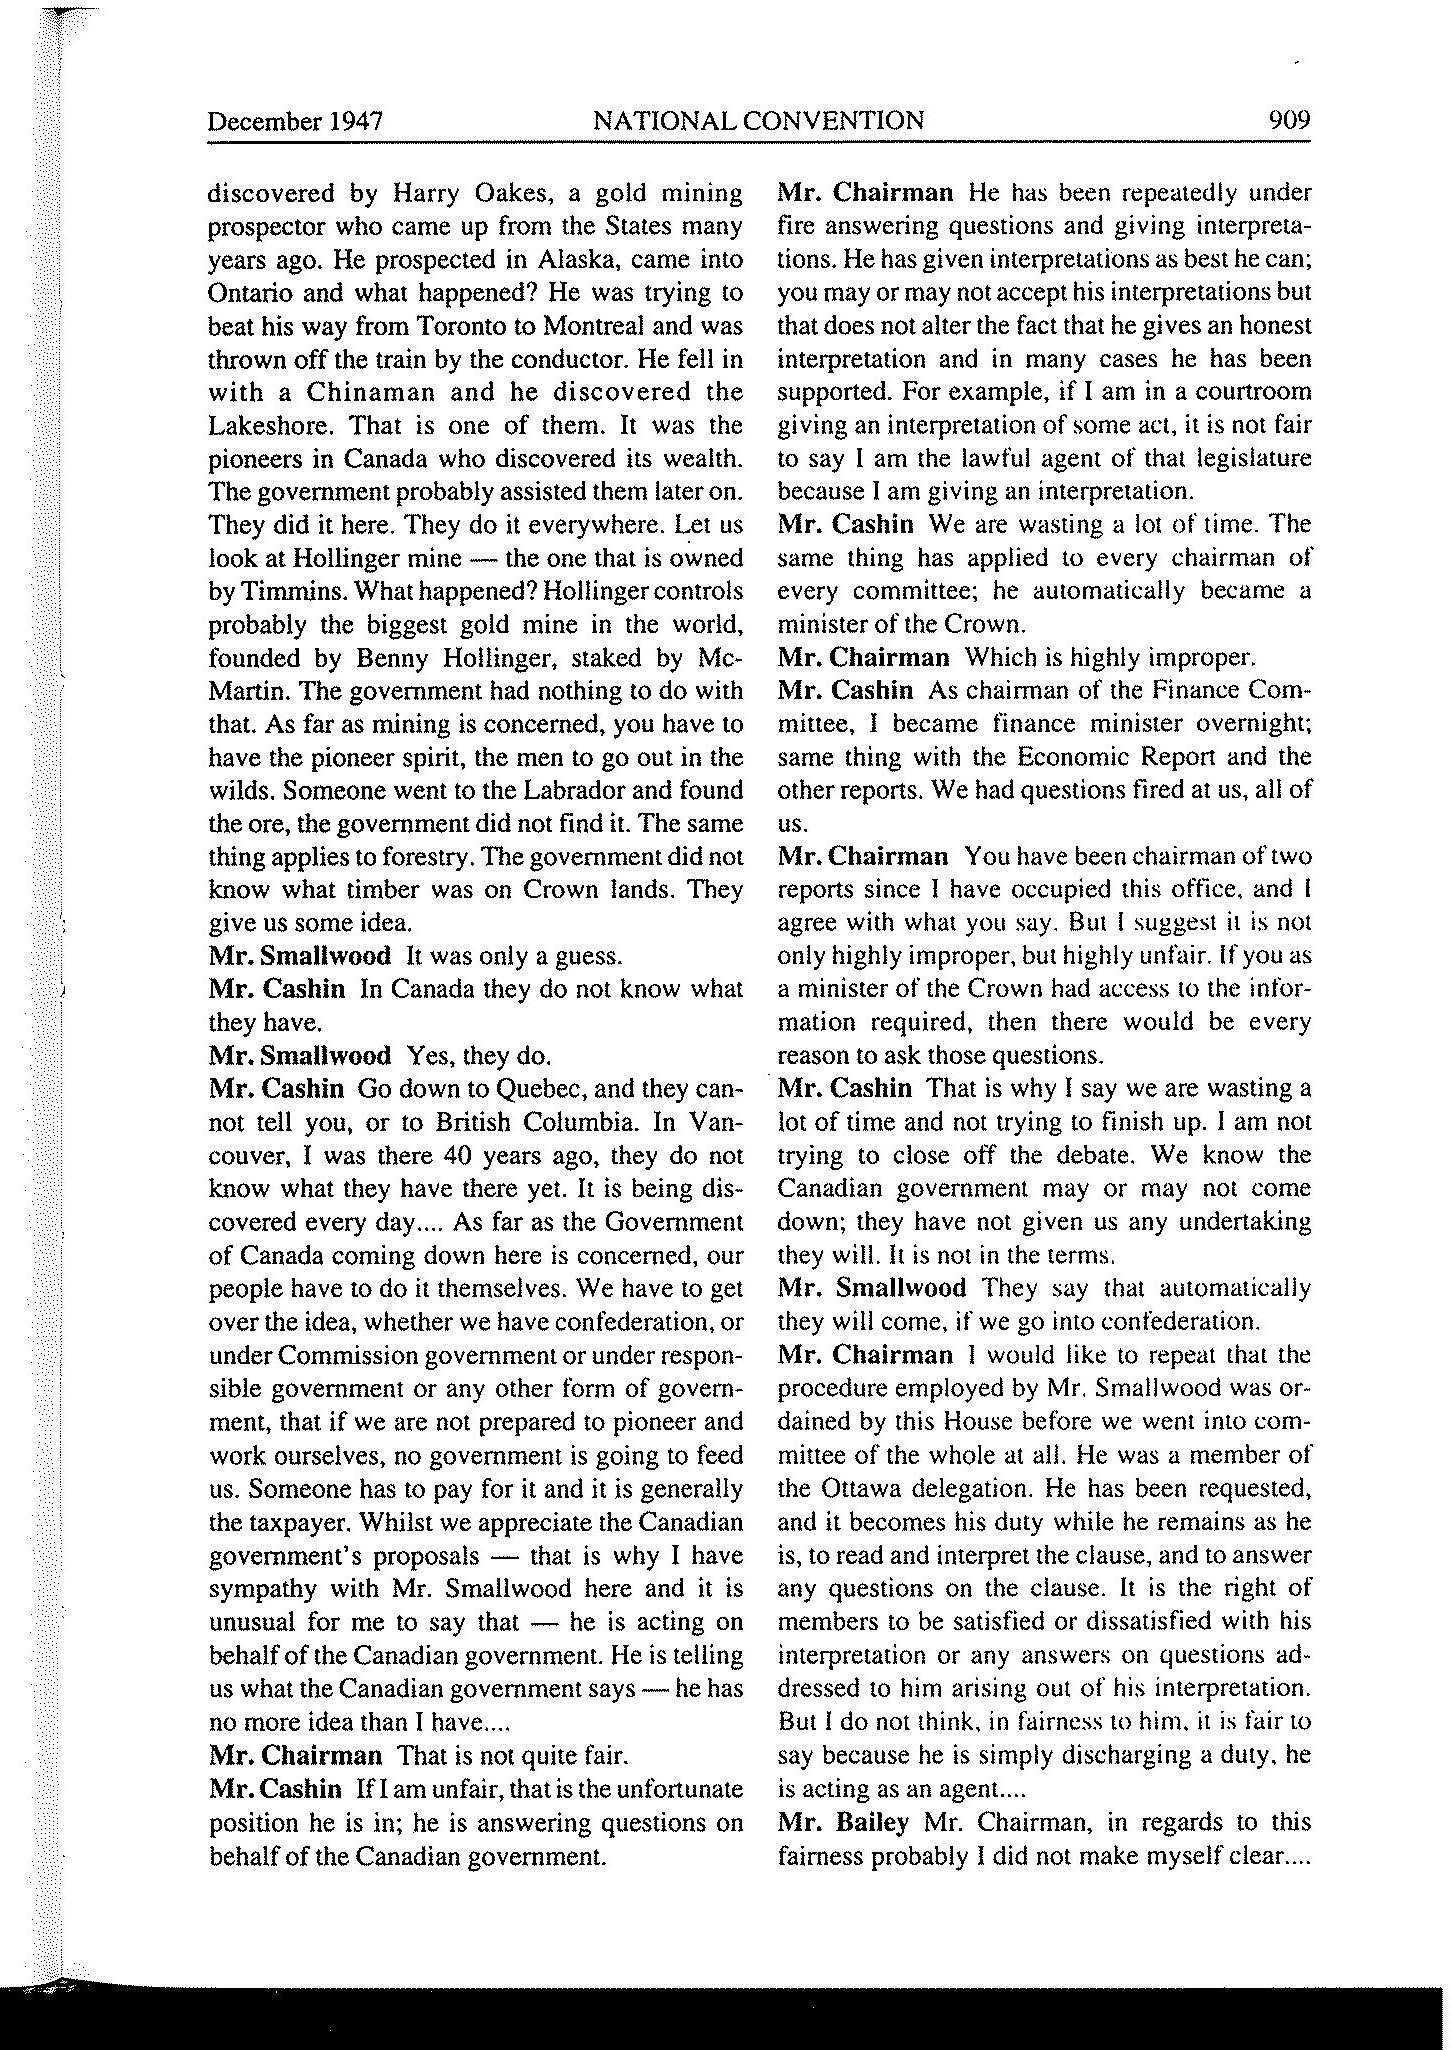 December 1947 NATIONAL CONVENTION 909
discovered by Harry Oakes, a gold mining
prospector who came up from the States many
years ago. He prospected in Alaska, came into
Ontario and what happened? He was trying to
beat his way from Toronto to Montreal and was
thrown off the train by the conductor. He fell in
with a Chinaman and he discovered the
Lakeshore. That is one of them. It was the
pioneers in Canada who discovered its wealth.
The government probably assisted them later on.
They did it here. They do it everywhere. Let us
look at Hollinger mine — the one that is owned
by Timmins. What happened? Hollinger controls
probably the biggest gold mine in the world,
founded by Benny Hollinger, staked by Mc-
Martin. The government had nothing to do with
that. As far as mining is concerned, you have to
have the pioneer spirit, the men to go out in the
wilds. Someone went to the Labrador and found
the ore, the government did not find it. The same
thing applies to forestry. The government did not
know what timber was on Crown lands. They
give us some idea.
Mr. Smallwood It was only a guess.
Mr. Cashin In Canada they do not know what
they have.
Mr. Smallwood Yes, they do.
Mr. Cashin Go down to Quebec, and they can-
not tell you, or to British Columbia. In Van-
couver, I was there 40 years ago, they do not
know what they have there yet. It is being dis-
covered every day.... As far as the Government
of Canada coming down here is concerned, our
people have to do it themselves. We have to get
over the idea, whether we have confederation, or
under Commission government or under respon-
sible government or any other form of govern-
ment, that if we are not prepared to pioneer and
work ourselves, no government is going to feed
us. Someone has to pay for it and it is generally
the taxpayer. Whilst we appreciate the Canadian
government's proposals — that is why I have
sympathy with Mr. Smallwood here and it is
unusual for me to say that — he is acting on
behalf of the Canadian government. He is telling
us what the Canadian government says — he has
no more idea than I have....
Mr. Chairman That is not quite fair.
Mr. Cashin If I am unfair, that is the unfortunate
position he is in; he is answering questions on
behalf of the Canadian government.
Mr. Chairman He has been repeatedly under
fire answering questions and giving interpreta-
tions. He has given interpretations as best he can;
you may or may not accept his interpretations but
that does not alter the fact that he gives an honest
interpretation and in many cases he has been
supported. For example, if I am in a courtroom
giving an interpretation of some act, it is not fair
to say I am the lawful agent of that legislature
because I am giving an interpretation.
Mr. Cashin We are wasting a lot of time. The
same thing has applied to every chairman of
every committee; he automatically became a
minister of the Crown.
Mr. Chairman Which is highly improper.
Mr. Cashin As chairman of the Finance Com-
mittee, I became finance minister overnight;
same thing with the Economic Report and the
other reports. We had questions fired at us, all of
us.
Mr. Chairman You have been chairman of two
reports since I have occupied this office, and I
agree with what you say. But I suggest it is not
only highly improper, but highly unfair. If you as
a minister of the Crown had access to the infor-
mation required, then there would be every
reason to ask those questions.
Mr. Cashin That is why I say we are wasting a
lot of time and not trying to finish up. I am not
trying to close off the debate. We know the
Canadian government may or may not come
down; they have not given us any undertaking
they will. It is not in the terms.
Mr. Smallwood They say that automatically
they will come, if we go into confederation.
Mr. Chairman I would like to repeat that the
procedure employed by Mr. Smallwood was or-
dained by this House before we went into com-
mittee of the whole at all. He was a member of
the Ottawa delegation. He has been requested,
and it becomes his duty while he remains as he
is, to read and interpret the clause, and to answer
any questions on the clause. It is the right of
members to be satisfied or dissatisfied with his
interpretation or any answers on questions ad-
dressed to him arising out of his interpretation.
But I do not think, in fairness to him, it is fair to
say because he is simply discharging a duty, he
is acting as an agent....
Mr. Bailey Mr. Chairman, in regards to this
fairness probably I did not make myself clear....